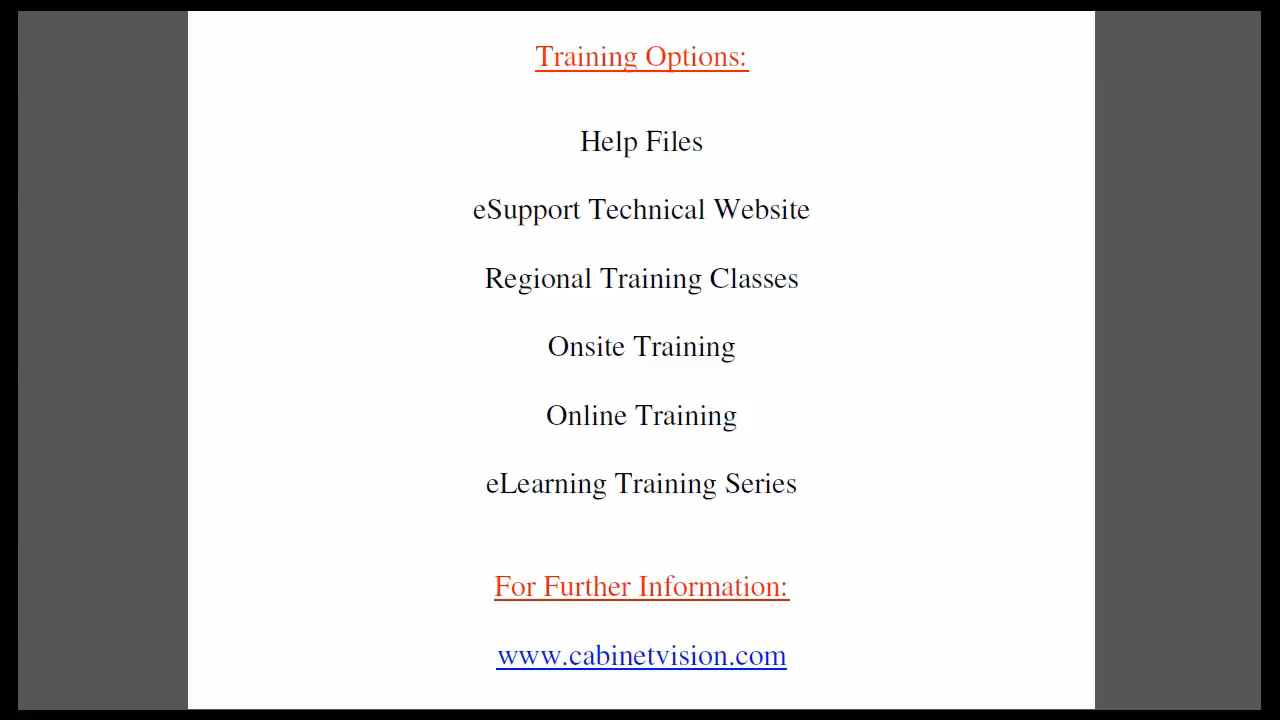 Training Options:
Help Files
eSupport Technical Website
Regional Training Classes
Onsite Training
Online Training
eLearning Training Series
For Further Information:
www.cabinetvision.com